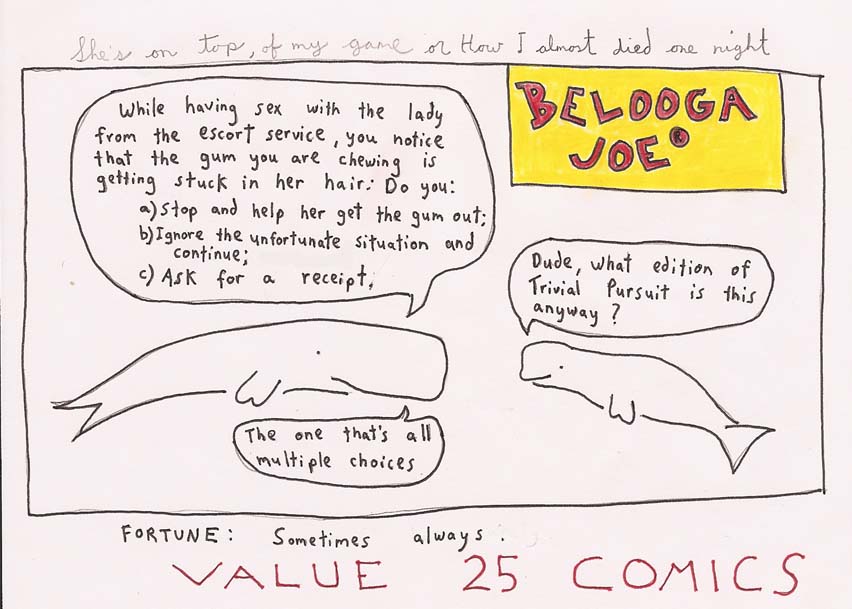 She's on top, of my game or How I almost died one night
BELOOGA
JOE®
While having sex with the lady
from the escort service, you notice
that the gum you are chewing is
getting stuck in her hair. Do you:
a) Stop and help her get the gum out;
b) Ignore the unfortunate situation and
continue;
c) Ask for a receipt.
Dude, what edition of
Trivial Pursuit is this
anyway?
The one that's all
multiple choices
FORTUNE: Sometimes always.
VALUE 25 COMICS